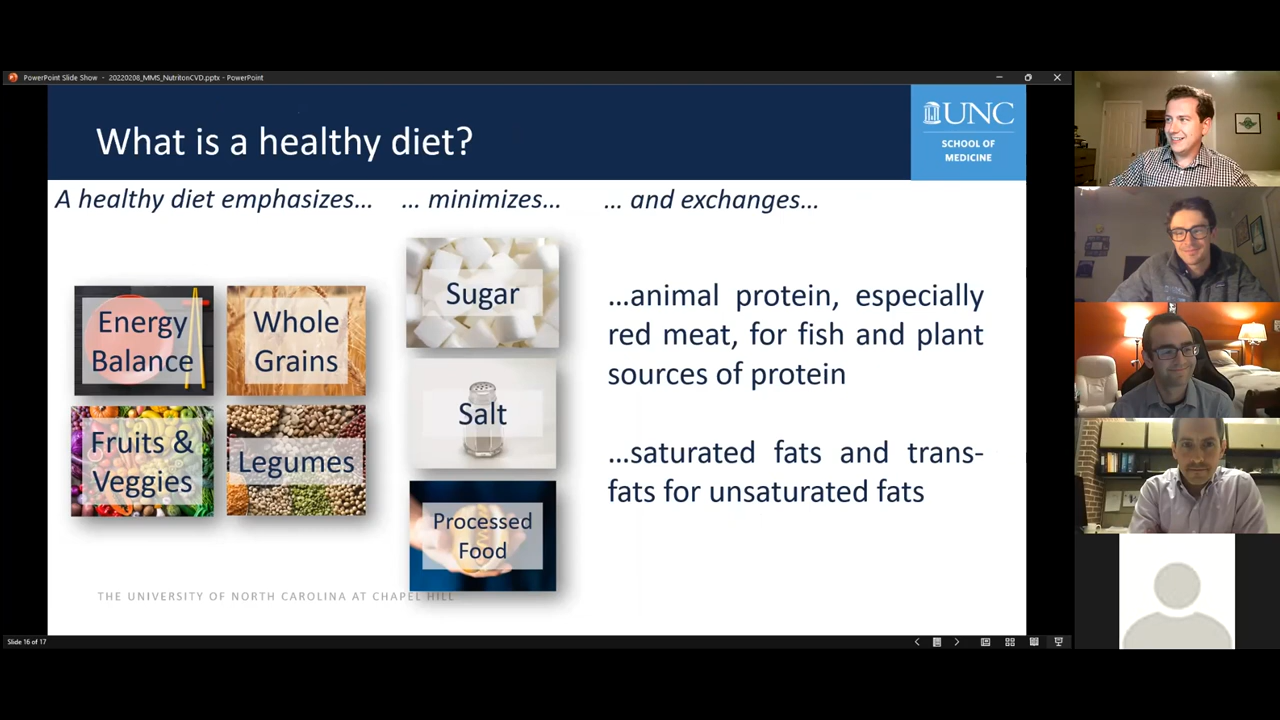 PowerPoint Slide Show - 20220208_MMS_NutritonCVD.pptx - PowerPoint
What is a healthy diet?
UNC
SCHOOL OF
MEDICINE
A healthy diet emphasizes...
... minimizes...
... and exchanges...
Energy
Balance
Whole
Grains
Fruits &
Veggies
Legumes
Sugar
Salt
Processed
Food
...animal protein, especially
red meat, for fish and plant
sources of protein
...saturated fats and trans-
fats for unsaturated fats
THE UNIVERSITY OF NORTH CAROLINA AT CHAPEL HILL
Slide 16 of 17